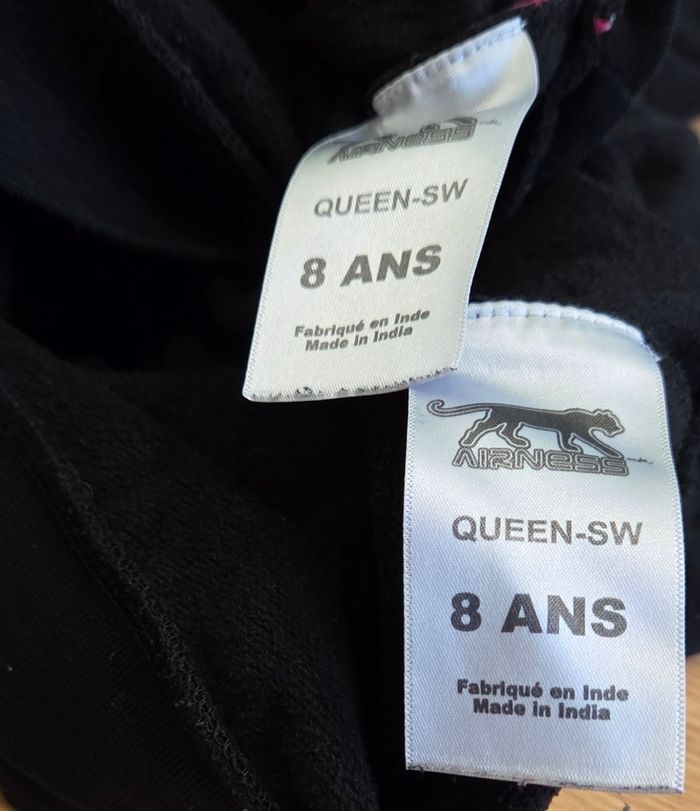 AIRNESS
QUEEN-SW
8 ANS
Fabriqué en Inde
Made in India
AIRNESS
QUEEN-SW
8 ANS
Fabriqué en Inde
Made in India